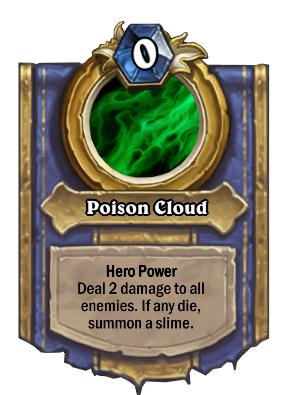 0
Poison Cloud
Hero Power
Deal 2 damage to all
enemies. If any die,
summon a slime.